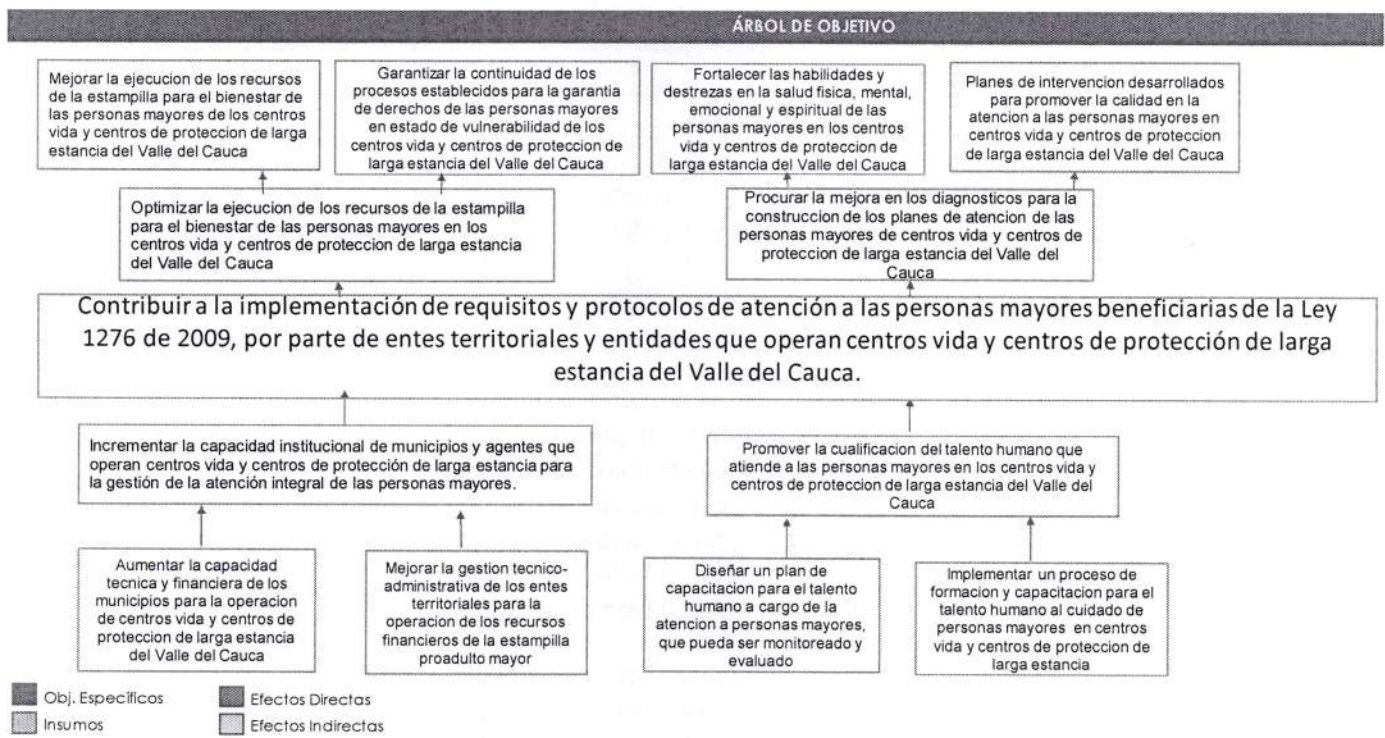 ÁRBOL DE OBJETIVO
Mejorar la ejecucion de los recursos
de la estampilla para el bienestar de
las personas mayores de los centros
vida y centros de proteccion de larga
estancia del Valle del Cauca
Garantizar la continuidad de los
procesos establecidos para la garantia
de derechos de las personas mayores
en estado de vulnerabilidad de los
centros vida y centros de proteccion de
larga estancia del Valle del Cauca
Fortalecer las habilidades y
destrezas en la salud fisica, mental,
emocional y espiritual de las
personas mayores en los centros
vida y centros de proteccion de larga
estancia del Valle del Cauca
Planes de intervencion desarrollados
para promover la calidad en la
atencion a las personas mayores en
centros vida y centros de proteccion
de larga estancia del Valle del Cauca
Optimizar la ejecucion de los recursos de la estampilla
para el bienestar de las personas mayores en los
centros vida y centros de proteccion de larga estancia
del Valle del Cauca
Procurar la mejora en los diagnosticos para la
construccion de los planes de atencion de las
personas mayores de centros vida y centros de
proteccion de larga estancia del Valle del
Cauca
Contribuir a la implementación de requisitos y protocolos de atención a las personas mayores beneficiarias de la Ley
1276 de 2009, por parte de entes territoriales y entidades que operan centros vida y centros de protección de larga
estancia del Valle del Cauca.
Incrementar la capacidad institucional de municipios y agentes que
operan centros vida y centros de protección de larga estancia para
la gestión de la atención integral de las personas mayores.
Promover la cualificacion del talento humano que
atiende a las personas mayores en los centros vida y
centros de proteccion de larga estancia del Valle del
Cauca
Aumentar la capacidad
tecnica y financiera de los
municipios para la operacion
de centros vida y centros de
proteccion de larga estancia
del Valle del Cauca
Mejorar la gestion tecnico-
administrativa de los entes
territoriales para la
operacion de los recursos
financieros de la estampilla
proadulto mayor
Diseñar un plan de
capacitacion para el talento
humano a cargo de la
atencion a personas mayores,
que pueda ser monitoreado y
evaluado
Implementar un proceso de
formacion y capacitacion para el
talento humano al cuidado de
personas mayores en centros
vida y centros de proteccion de
larga estancia
Obj. Específicos
Efectos Directas
Insumos
Efectos Indirectas